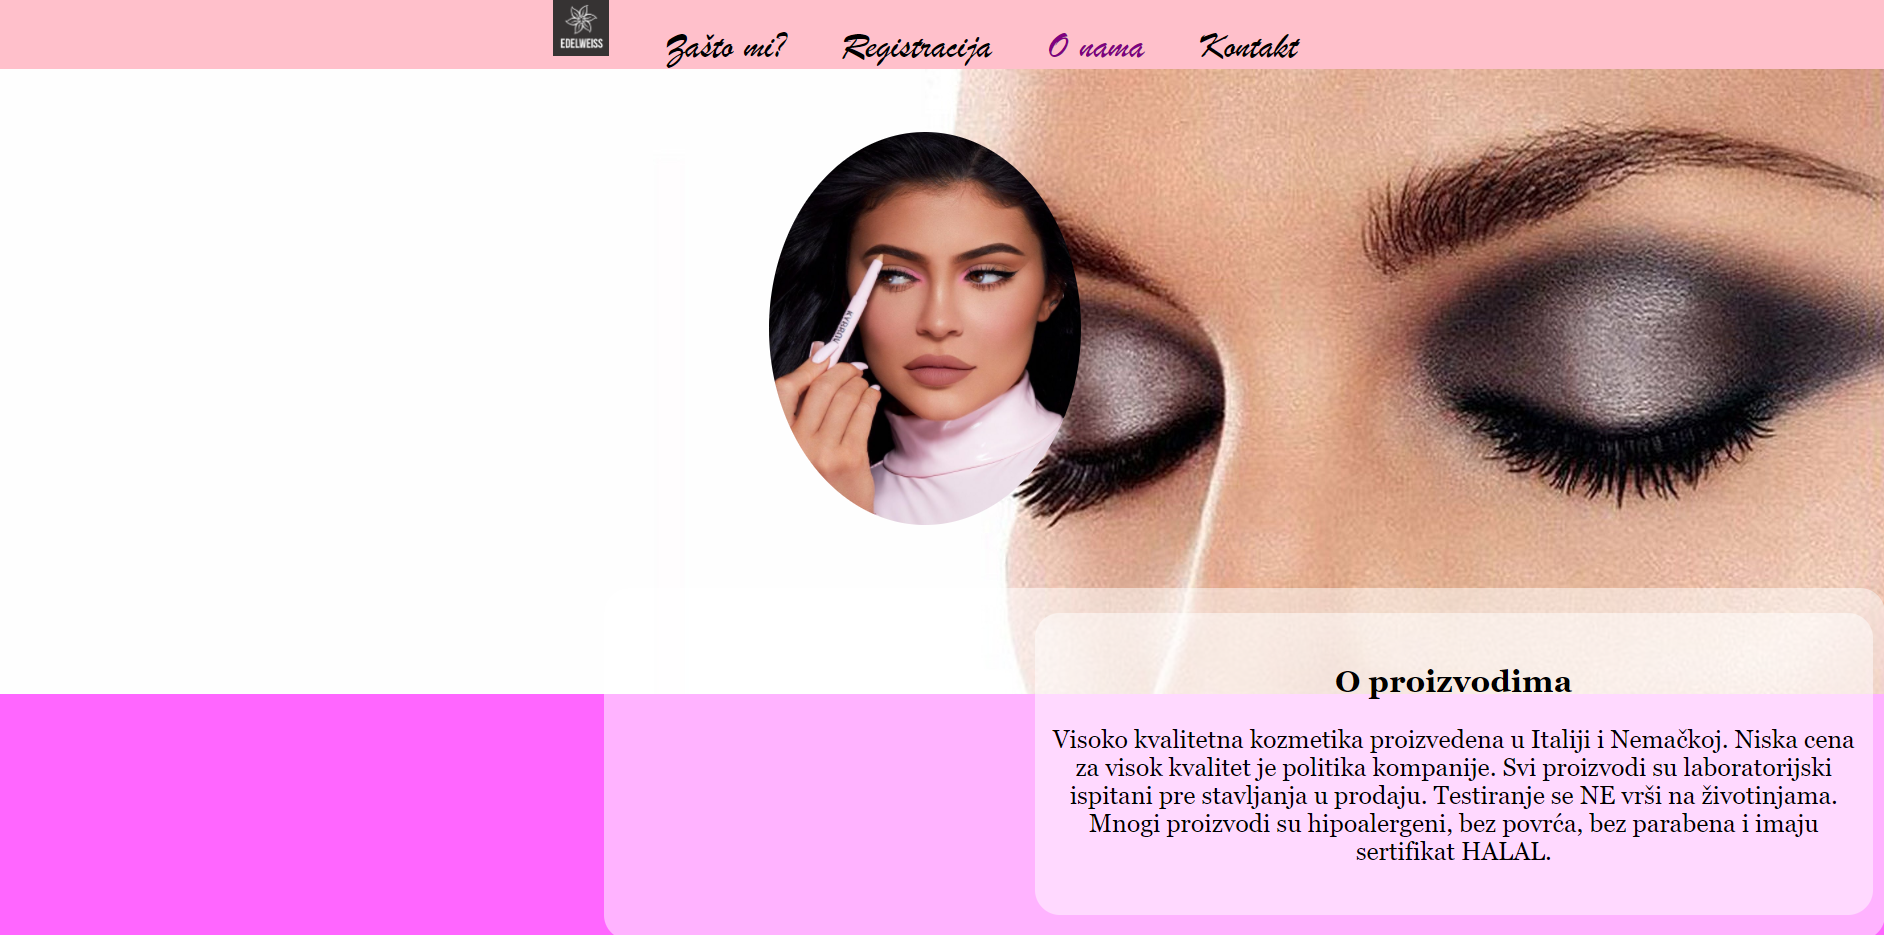 EDELWEISS
Zašto mi? Registracija O nama Kontakt
KYBROW
O proizvodima
Visoko kvalitetna kozmetika proizvedena u Italiji i Nemačkoj. Niska cena
za visok kvalitet je politika kompanije. Svi proizvodi su laboratorijski
ispitani pre stavljanja u prodaju. Testiranje se NE vrši na životinjama.
Mnogi proizvodi su hipoalergeni, bez povrća, bez parabena i imaju
sertifikat HALAL.